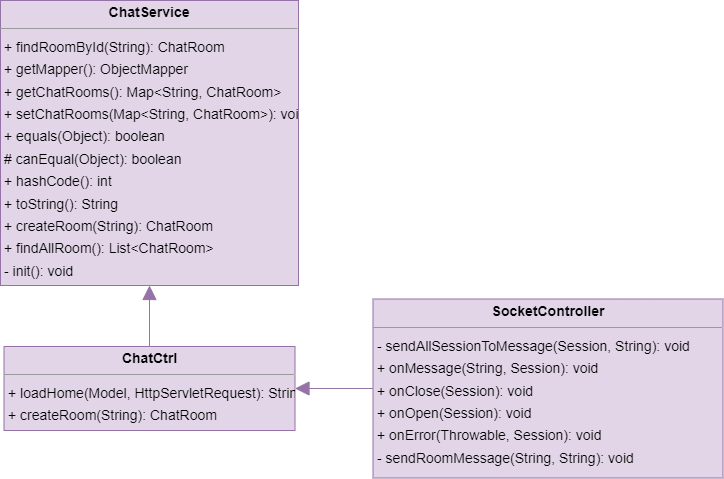 ChatService
+ findRoomById(String): ChatRoom
+ getMapper(): ObjectMapper
+ getChatRooms(): Map<String, ChatRoom>
+ setChatRooms(Map<String, ChatRoom>): voi
+ equals(Object): boolean
# canEqual(Object): boolean
+ hashCode(): int
+ toString(): String
+ createRoom(String): ChatRoom
+ findAllRoom(): List<ChatRoom>
- init(): void
ChatCtrl
+ loadHome(Model, HttpServletRequest): Strin
+ createRoom(String): ChatRoom
SocketController
- sendAllSessionToMessage(Session, String): void
+ onMessage(String, Session): void
+ onClose(Session): void
+ onOpen(Session): void
+ onError(Throwable, Session): void
- sendRoomMessage(String, String): void